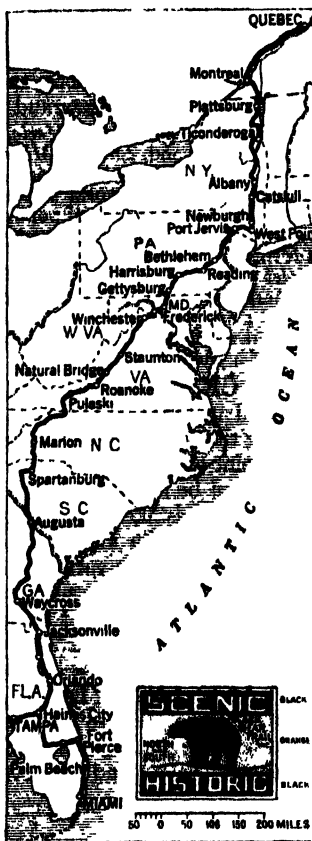 QUEBEC
Montreal
Plattsburg
Ticonderoga
N Y
Albany
Catskill
Newburgh
Port Jervis
West Point
PA
Bethlehem
Harrisburg
Reading
Gettysburg
MD.
Winchester
Frederick
W VA
Staunton
Natural Bridge
VA
Roanoke
Pulaski
Marion
N C
Spartanburg
S C
Augusta
GA
Waycross
Jacksonville
Orlando
FLA.
Haines City
TAMPA
Fort
Pierce
Palm Beach
MIAMI
ATLANTIC OCEAN
SCENIC
NORTH
SOUTH
HISTORIC
BLACK
ORANGE
BLACK
50 0 50 100 200 MILES